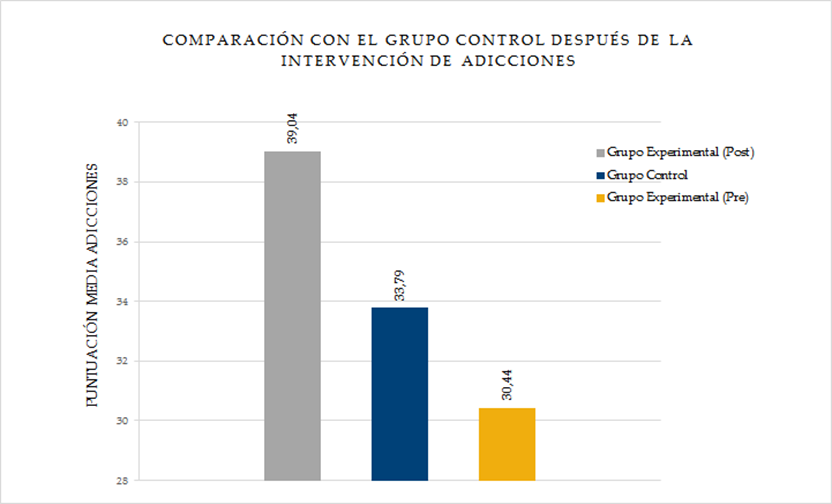 COMPARACIÓN CON EL GRUPO CONTROL DESPUÉS DE LA
INTERVENCIÓN DE ADICCIONES
PUNTUACIÓN MEDIA ADICCIONES
40
38
36
34
32
30
28
39,04
33,79
30,44
Grupo Experimental (Post)
Grupo Control
Grupo Experimental (Pre)